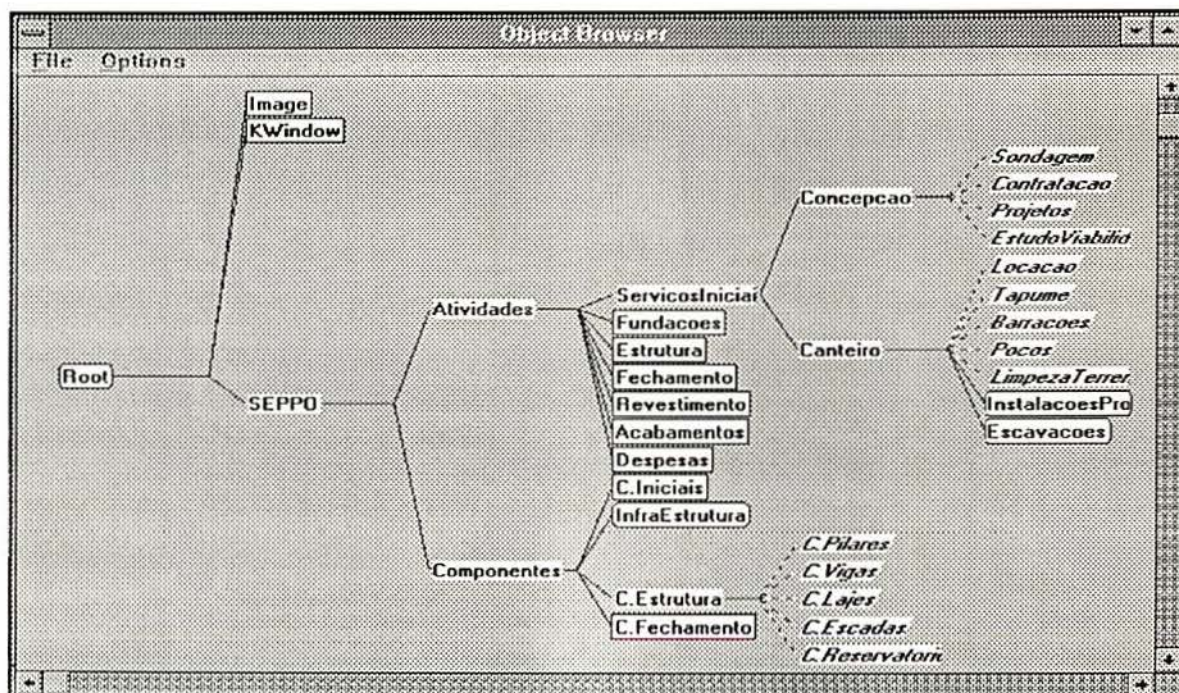 Object Browser
File Options
Image
KWindow
Sondagem
Contratacao
Concepcao
Projetos
EstudoViabilid
Locacao
ServicosIniciai
Tapume
Atividades
Fundacoes
Barracoes
Estrutura
Canteiro
Pocos
Root
Fechamento
LimpezaTerrer
SEPPO
Revestimento
InstalacoesPro
Acabamentos
Escavacoes
Despesas
C.Iniciais
InfraEstrutura
C.Pilares
Componentes
C.Vigas
C.Estrutura
C.Lajes
C.Fechamento
C.Escadas
C.Reservatorio